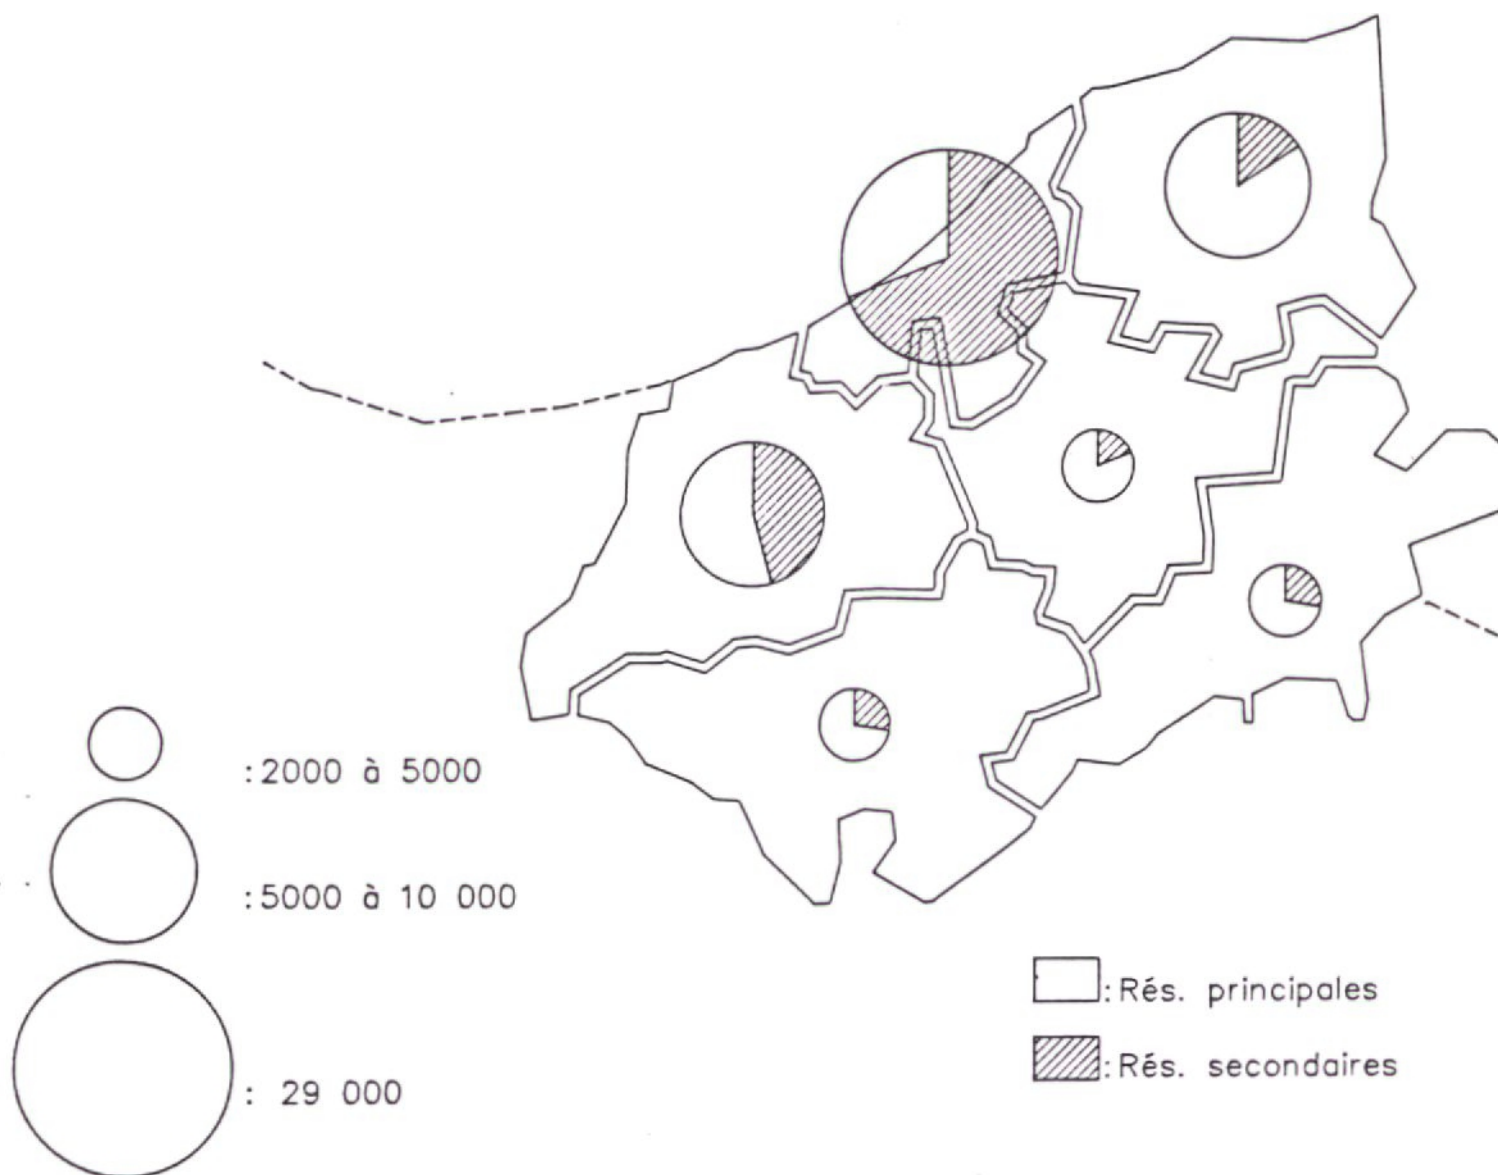 :2000 à 5000
:5000 à 10 000
: 29 000
:Rés. principales
:Rés. secondaires